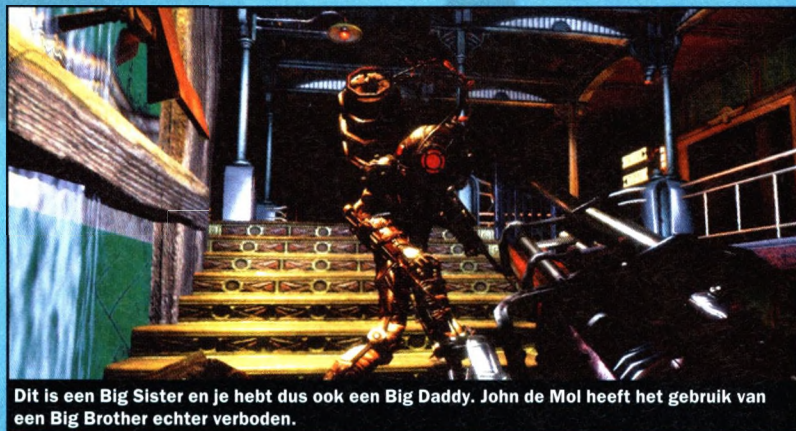 Dit is een Big Sister en je hebt dus ook een Big Daddy. John de Mol heeft het gebruik van
een Big Brother echter verboden.